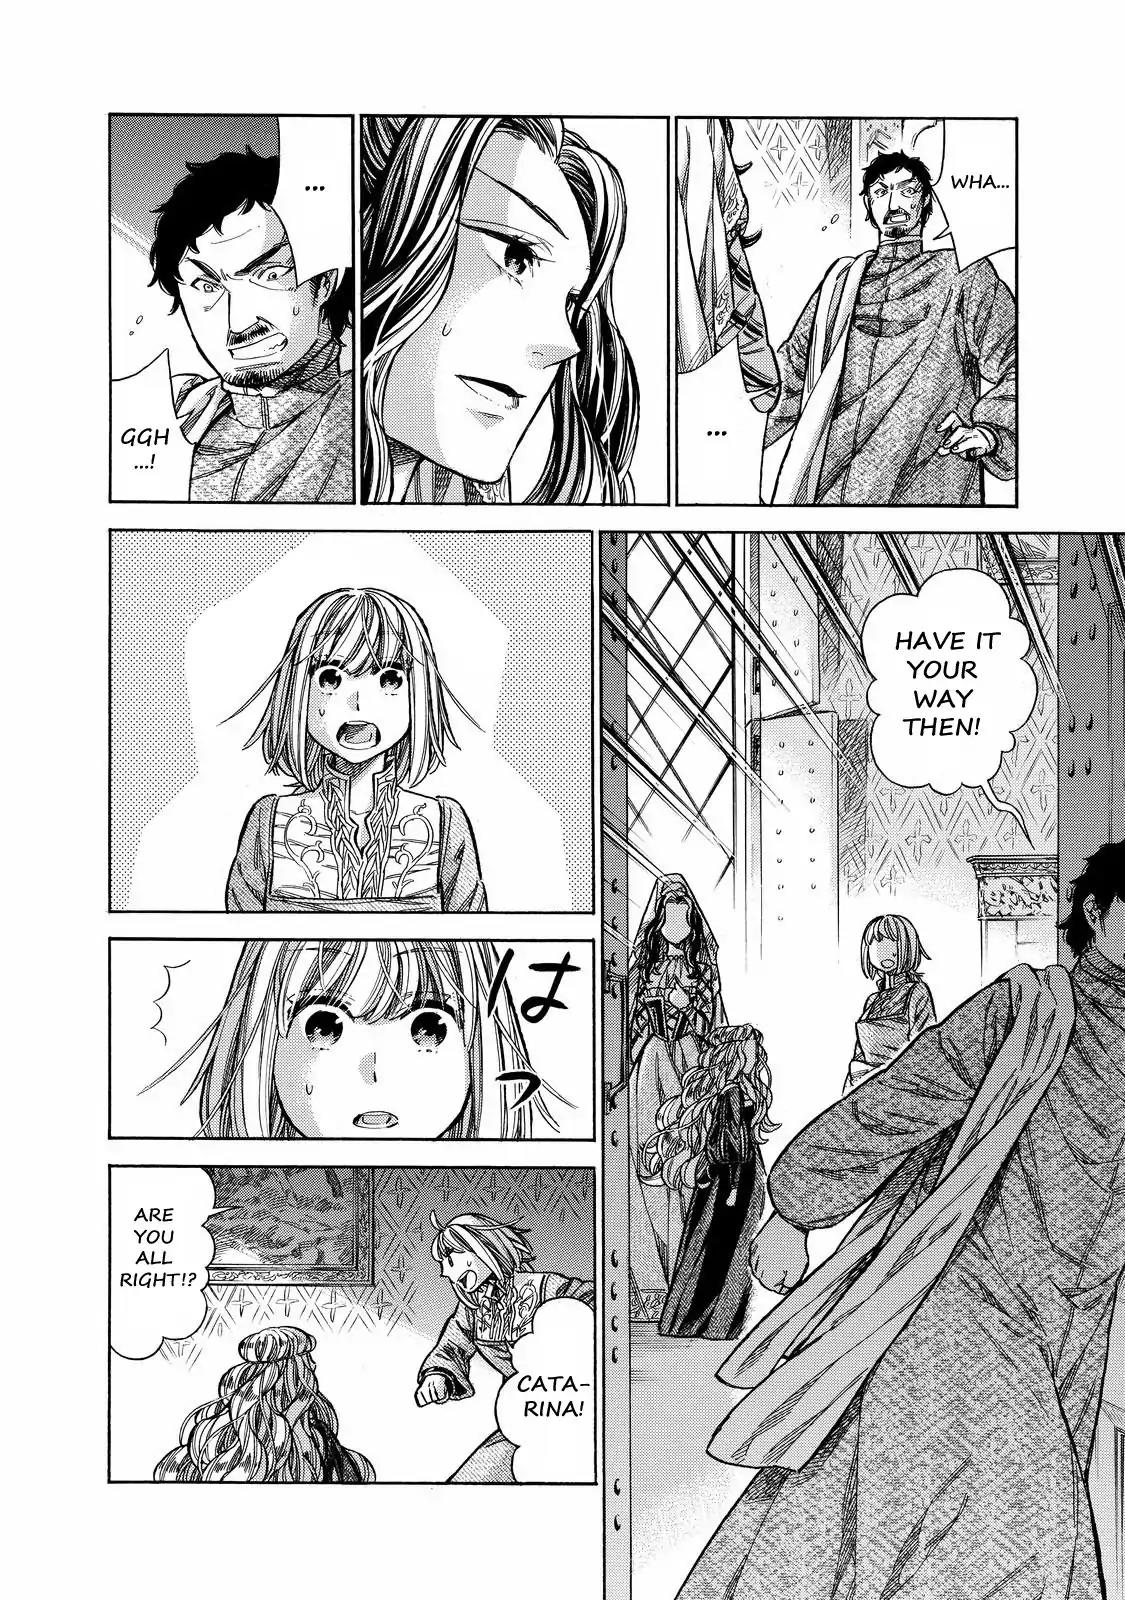 WHA...
...
...
GGH
...!
HAVE IT
YOUR
WAY
THEN!
はっ
CATA-
RINA!
ARE
YOU
ALL
RIGHT!?